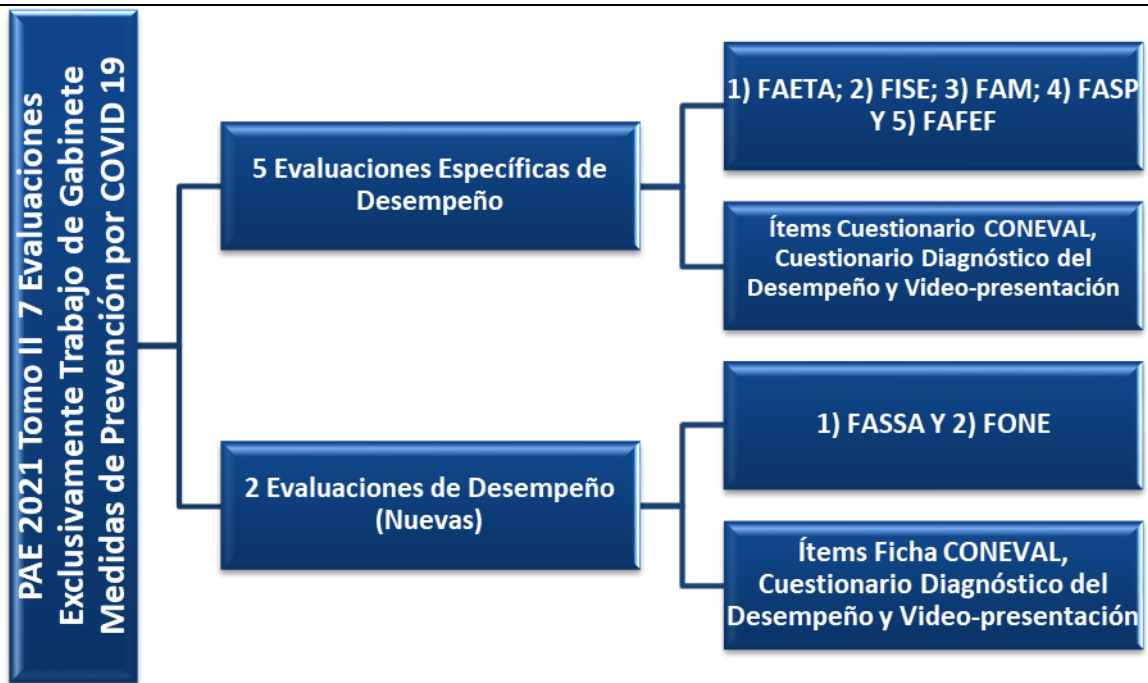 PAE 2021 Tomo II 7 Evaluaciones
Exclusivamente Trabajo de Gabinete
Medidas de Prevención por COVID 19
5 Evaluaciones Específicas de
Desempeño
1) FAETA; 2) FISE; 3) FAM; 4) FASP
Y 5) FAFEF
Ítems Cuestionario CONEVAL,
Cuestionario Diagnóstico del
Desempeño y Video-presentación
2 Evaluaciones de Desempeño
(Nuevas)
1) FASSA Y 2) FONE
Ítems Ficha CONEVAL,
Cuestionario Diagnóstico del
Desempeño y Video-presentación